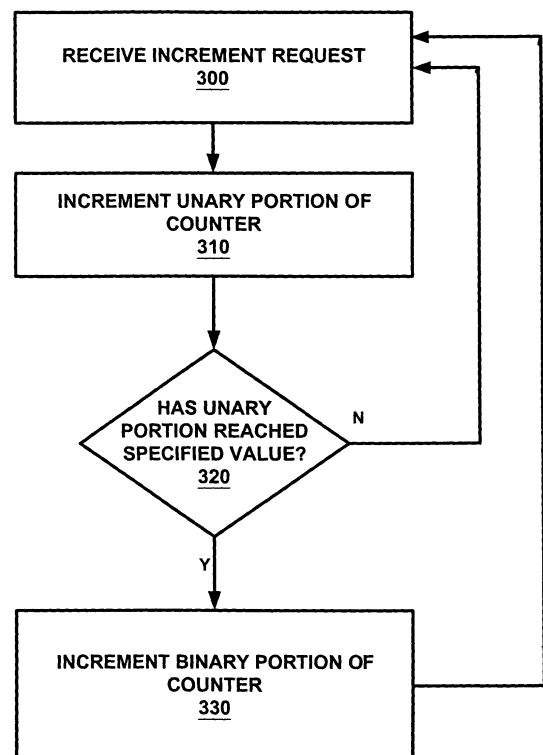 RECEIVE INCREMENT REQUEST
300
INCREMENT UNARY PORTION OF
COUNTER
310
HAS UNARY
PORTION REACHED
SPECIFIED VALUE?
320
N
Y
INCREMENT BINARY PORTION OF
COUNTER
330